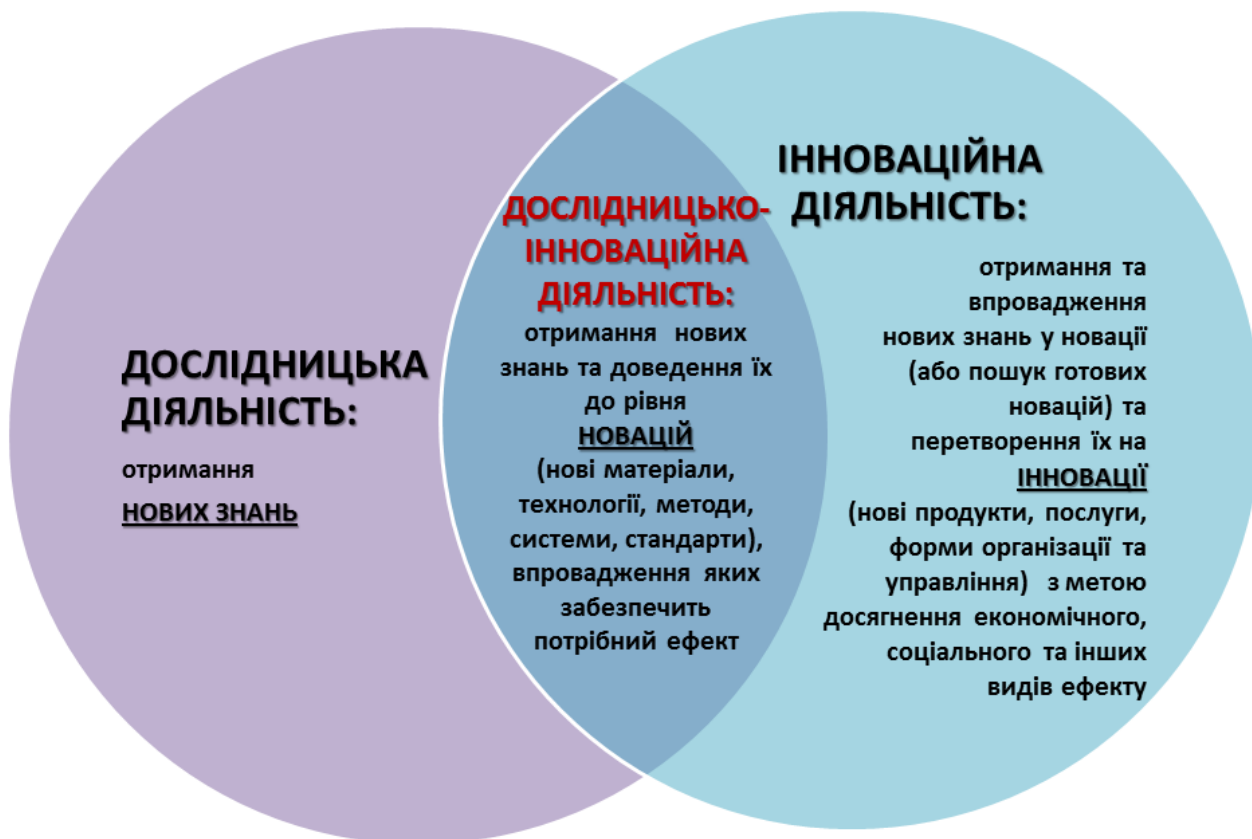 ДОСЛІДНИЦЬКА
ДІЯЛЬНІСТЬ:
отримання
НОВИХ ЗНАНЬ
ДОСЛІДНИЦЬКО-
ІННОВАЦІЙНА
ДІЯЛЬНІСТЬ:
отримання нових
знань та доведення їх
до рівня
НОВАЦІЙ
(нові матеріали,
технології, методи,
системи, стандарти),
впровадження яких
забезпечить
потрібний ефект
ІННОВАЦІЙНА
ДІЯЛЬНІСТЬ:
отримання та
впровадження
нових знань у новації
(або пошук готових
новацій) та
перетворення їх на
ІННОВАЦІЇ
(нові продукти, послуги,
форми організації та
управління) з метою
досягнення економічного,
соціального та інших
видів ефекту